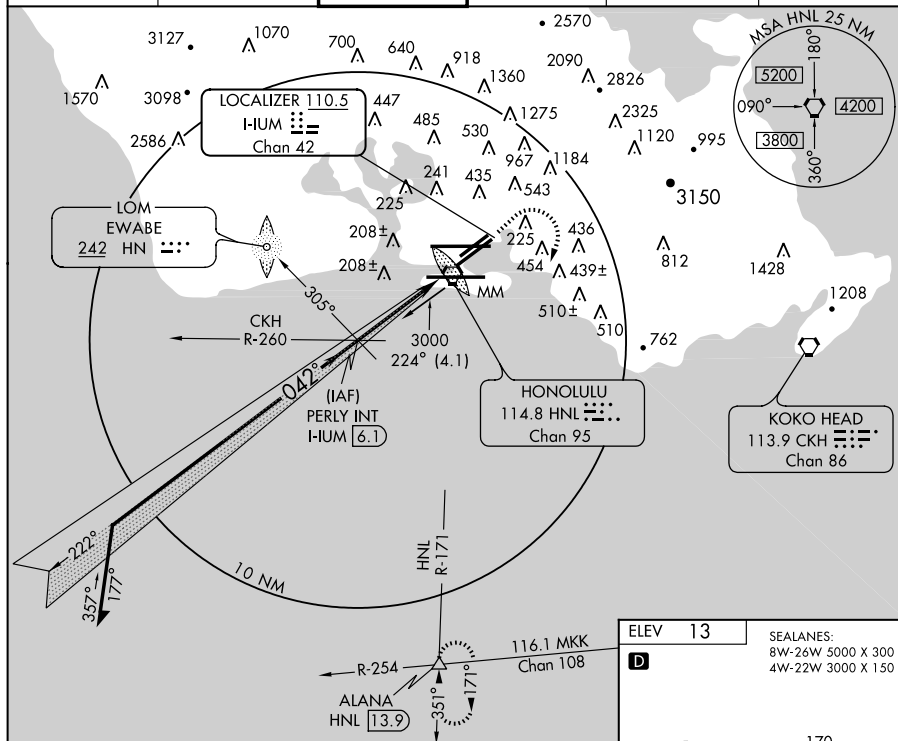 2570
3127
1070
700
640
918
2090
2826
1360
1570
3098
LOCALIZER 110.5
I-IUM
Chan 42
447
485
530
1275
2325
1120
995
2586
967
1184
3150
241
435
543
225
LOM
EWABE
242 HN
208±
208±
225
454
436
439±
510±
510
812
1428
1208
762
MSA HNL 25 NM
180°
5200
090°
4200
3800
360°
305°
MM
CKH
R-260
3000
224° (4.1)
042°
(IAF)
PERLY INT
I-IUM 6.1
HONOLULU
114.8 HNL
Chan 95
KOKO HEAD
113.9 CKH
Chan 86
222°
357°
177°
10 NM
HNL
R-171
R-254
116.1 MKK
Chan 108
ALANA
HNL 13.9
351°
171°
ELEV 13
D
SEALANES:
8W-26W 5000 X 300
4W-22W 3000 X 150